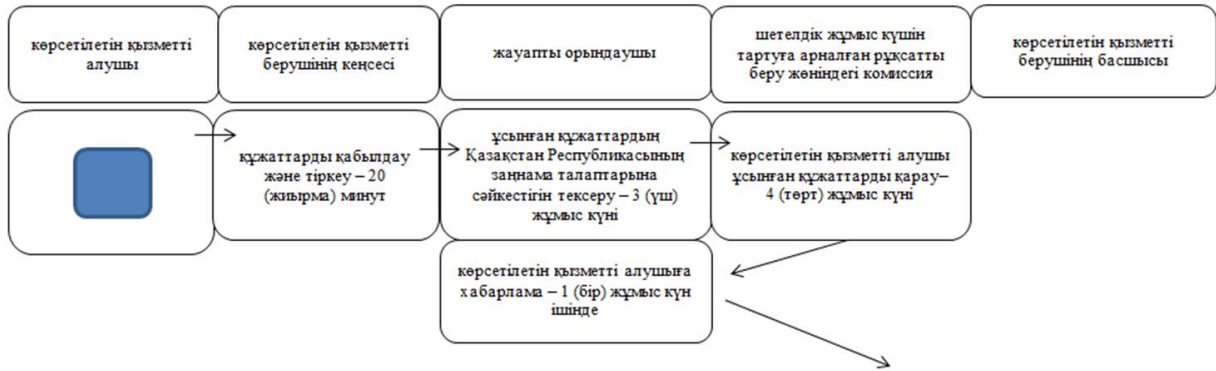 көрсетілетін қызметті
алушы
көрсетілетін қызметті
берушінің кеңсесі
жауапты орындаушы
шетелдік жұмыс күшін
тартуға арналған рұқсатты
беру жөніндегі комиссия
көрсетілетін қызметті
берушінің басшысы
құжаттарды қабылдау
және тіркеу – 20
(жиырма) минут
ұсынған құжаттардың
Қазақстан Республикасының
заңнама талаптарына
сәйкестігін тексеру – 3 (үш)
жұмыс күні
көрсетілетін қызметті алушы
ұсынған құжаттарды қарау–
4 (төрт) жұмыс күні
көрсетілетін қызметті алушыға
хабарлама – 1 (бір) жұмыс күн
ішінде